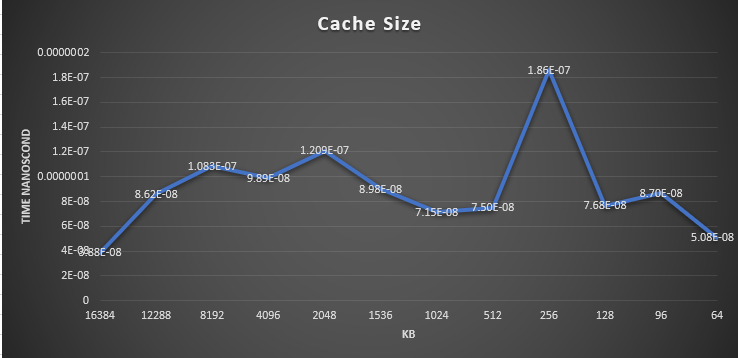 Cache Size
0.0000002
1.8E-07
1.6E-07
1.4E-07
1.2E-07
0.0000001
8E-08
6E-08
4E-08
2E-08
0
TIME NANOSCOND
3.88E-08
8.62E-08
1.083E-07
9.89E-08
1.209E-07
8.98E-08
7.15E-08
7.50E-08
1.86E-07
7.68E-08
8.70E-08
5.08E-08
16384 12288 8192 4096 2048 1536 1024 512 256 128 96 64
KB